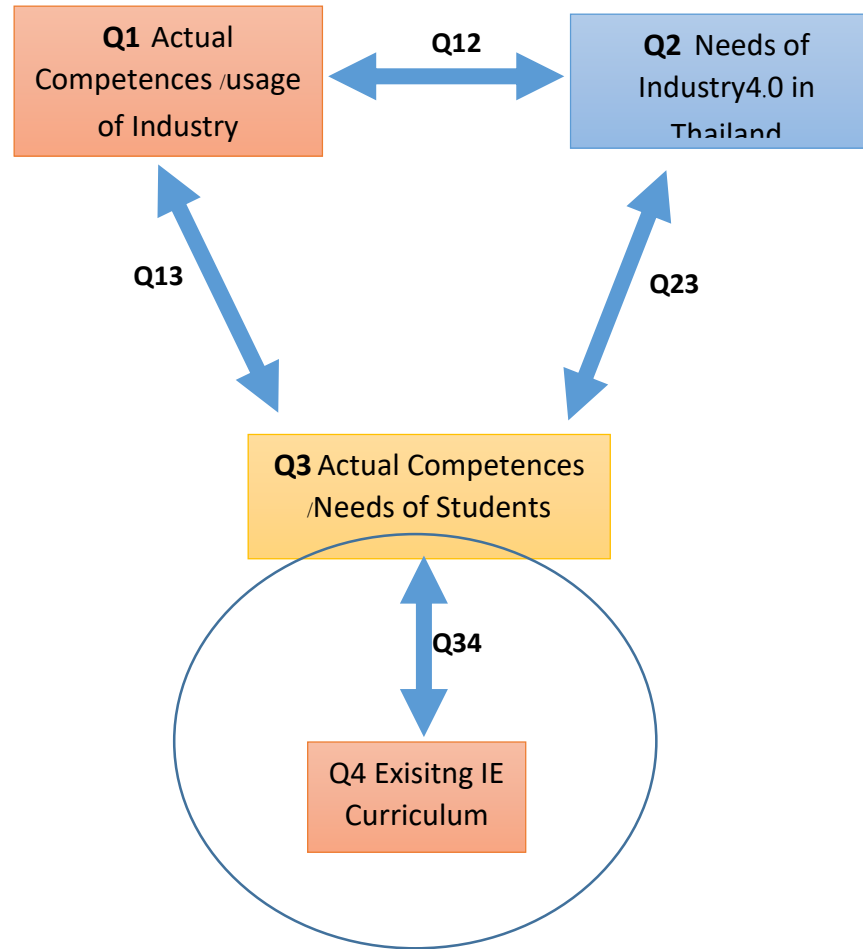 Q1 Actual
Competences /usage
of Industry
Q12
Q2 Needs of
Industry4.0 in
Thailand
Q13
Q23
Q3 Actual Competences
/Needs of Students
Q34
Q4 Exisitng IE
Curriculum